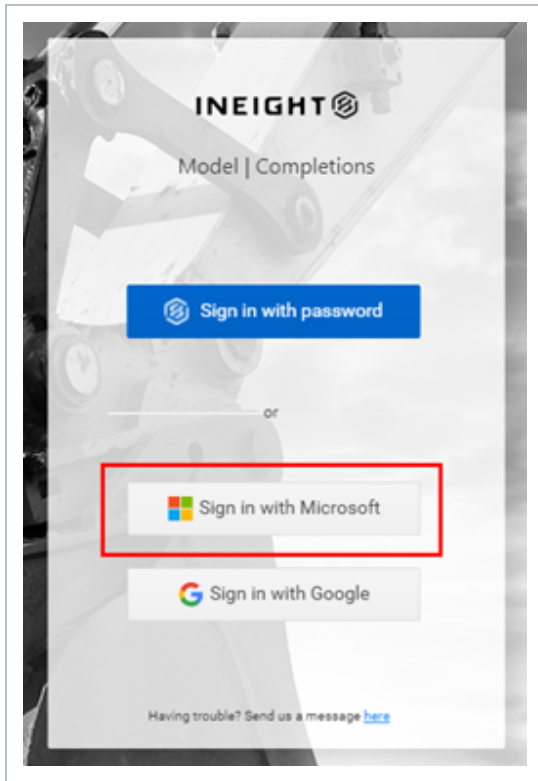 INEIGHT
Model | Completions
Sign in with password
or
Sign in with Microsoft
Sign in with Google
Having trouble? Send us a message here